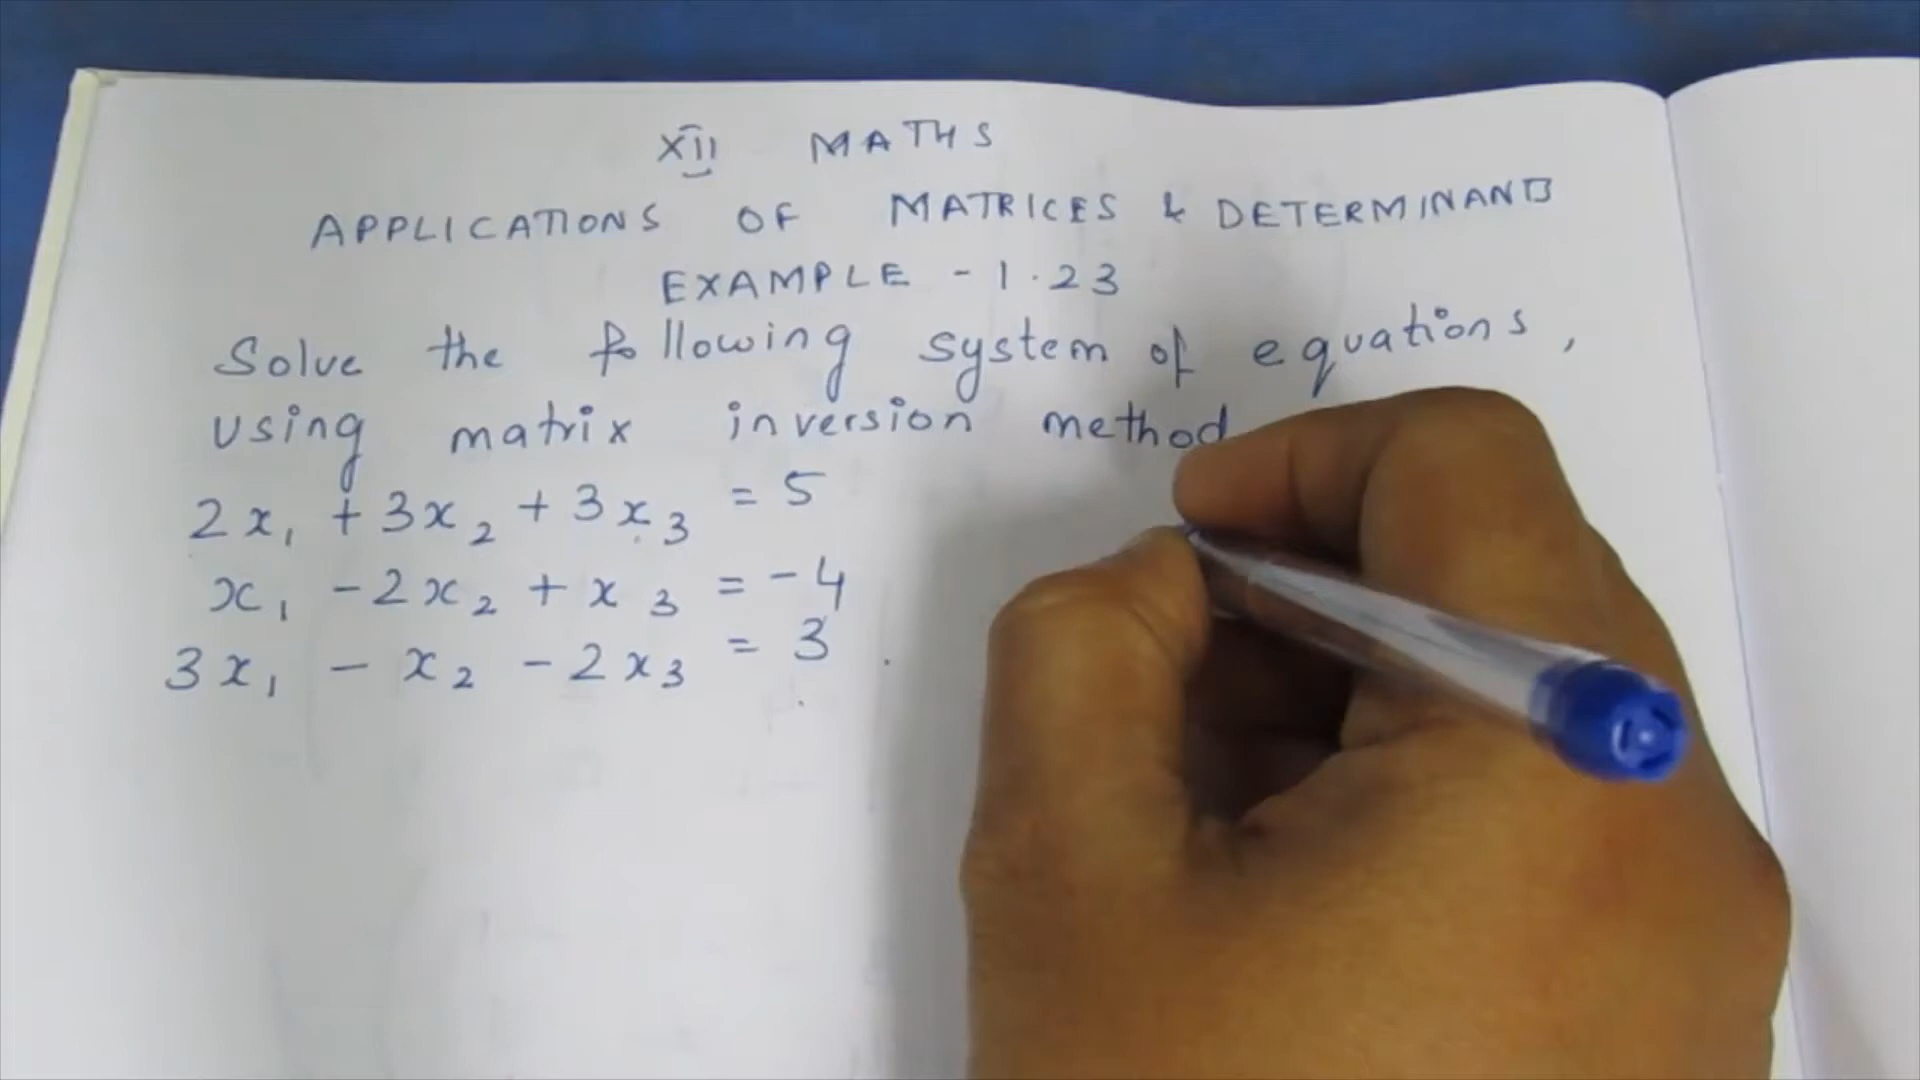 XII MATHS
APPLICATIONS OF MATRICES & DETERMINANTS
EXAMPLE - 1.23
Solve the following system of equations,
using matrix inversion method
2x₁ + 3x₂ + 3x₃ = 5
x₁ - 2x₂ + x₃ = -4
3x₁ - x₂ - 2x₃ = 3